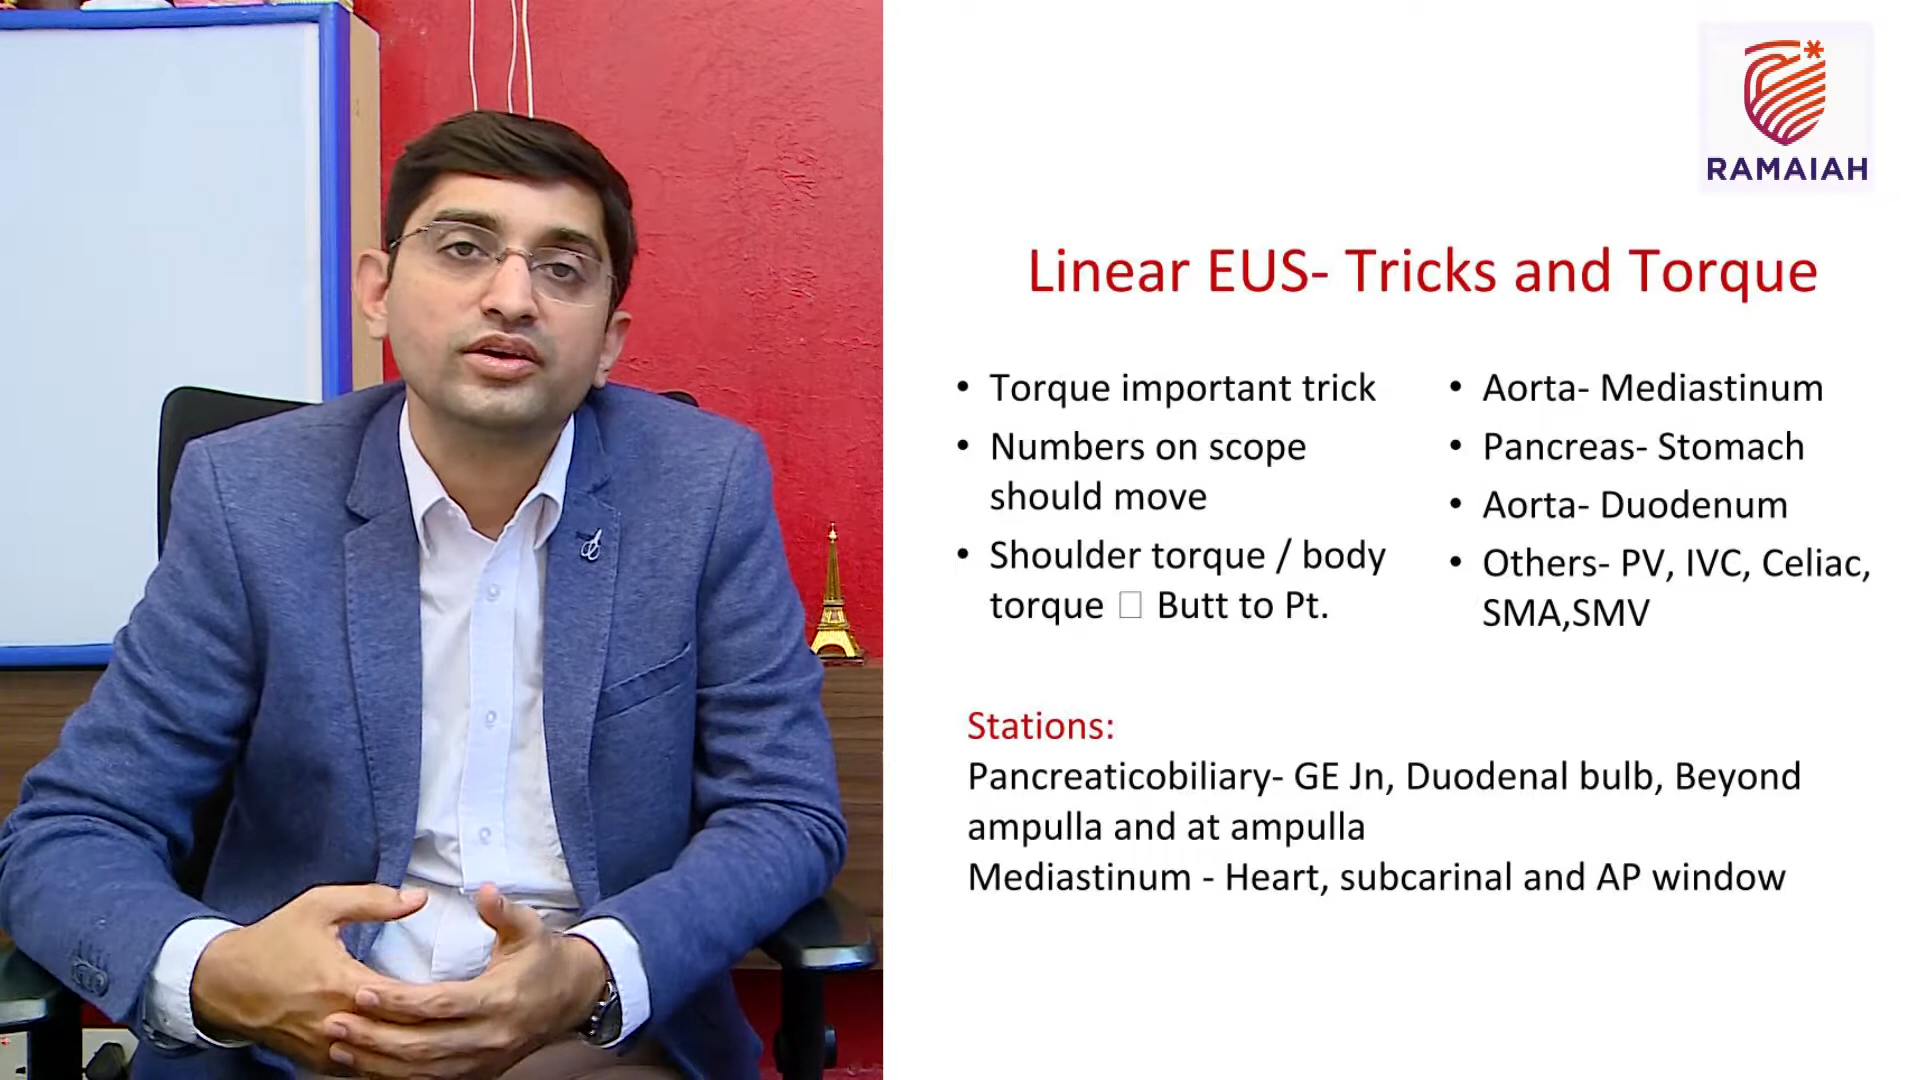 RAMAIAH
Linear EUS- Tricks and Torque
• Torque important trick
• Numbers on scope
should move
• Shoulder torque / body
torque □ Butt to Pt.
• Aorta- Mediastinum
• Pancreas- Stomach
• Aorta- Duodenum
• Others- PV, IVC, Celiac,
SMA,SMV
Stations:
Pancreaticobiliary- GE Jn, Duodenal bulb, Beyond
ampulla and at ampulla
Mediastinum - Heart, subcarinal and AP window